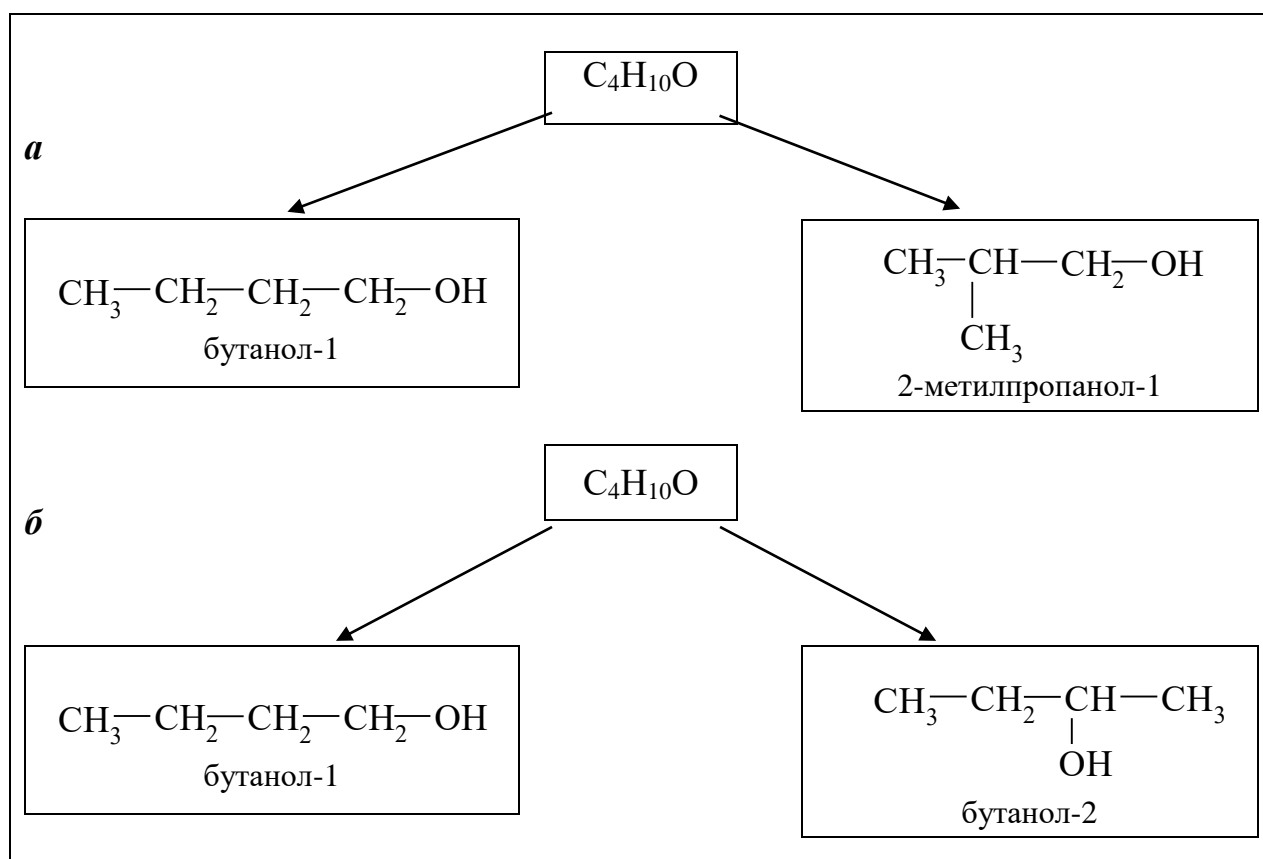 C₄H₁₀O
а
CH₃—CH₂—CH₂—CH₂—OH
бутанол-1
CH₃—CH—CH₂—OH
CH₃
2-метилпропанол-1
C₄H₁₀O
б
CH₃—CH₂—CH₂—CH₂—OH
бутанол-1
CH₃—CH₂—CH—CH₃
OH
бутанол-2